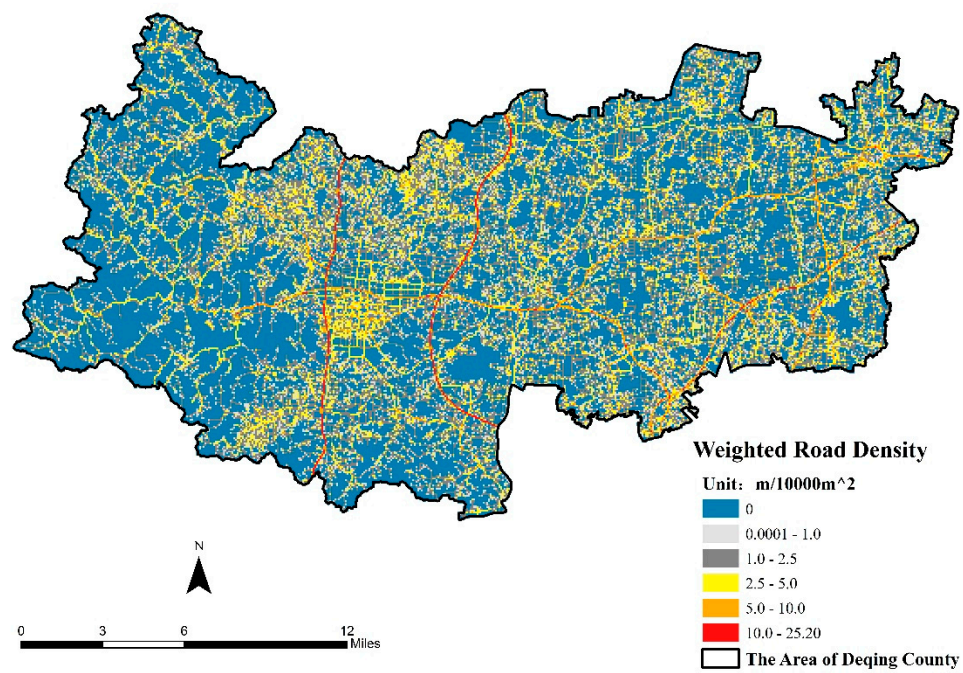 Weighted Road Density
Unit: m/10000m^2
0
0.0001 - 1.0
1.0 - 2.5
2.5 - 5.0
5.0 - 10.0
10.0 - 25.20
The Area of Deqing County
N
0 3 6 12
Miles